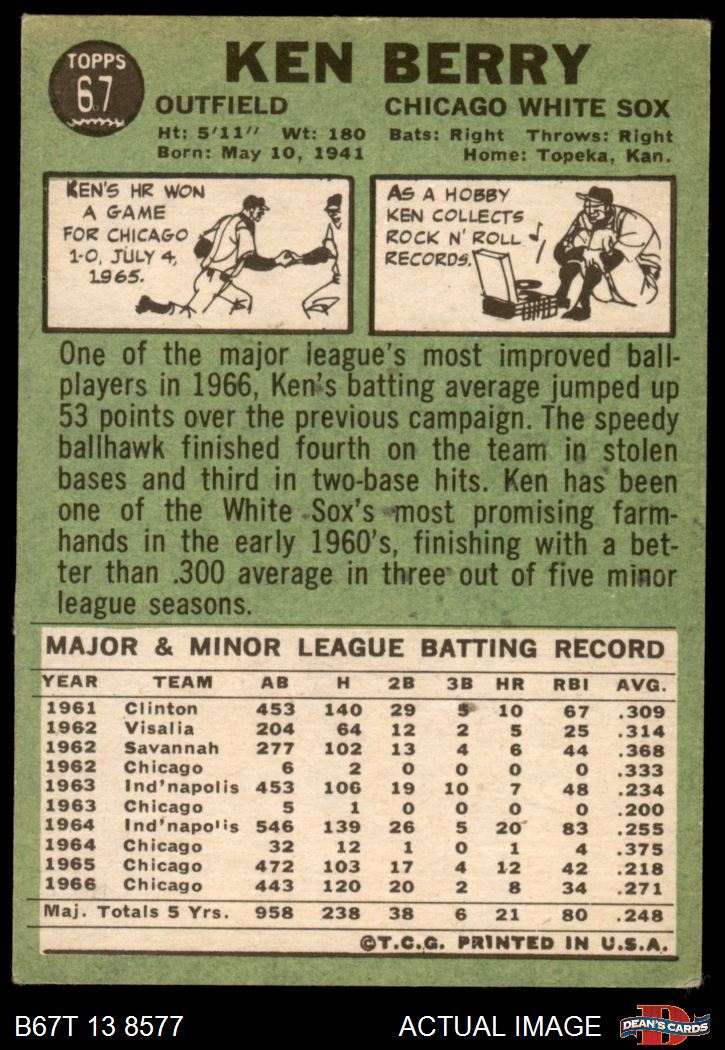 TOPPS
67
KEN BERRY
OUTFIELD CHICAGO WHITE SOX
Ht: 5'11" Wt: 180 Bats: Right Throws: Right
Born: May 10, 1941 Home: Topeka, Kan.
KEN'S HR WON
A GAME
FOR CHICAGO
1-0, JULY 4,
1965.
AS A HOBBY
KEN COLLECTS
ROCK N' ROLL
RECORDS.
One of the major league's most improved ball-
players in 1966, Ken's batting average jumped up
53 points over the previous campaign. The speedy
ballhawk finished fourth on the team in stolen
bases and third in two-base hits. Ken has been
one of the White Sox's most promising farm-
hands in the early 1960's, finishing with a bet-
ter than .300 average in three out of five minor
league seasons.
MAJOR & MINOR LEAGUE BATTING RECORD
YEAR TEAM AB H 2B 3B HR RBI AVG.
1961 Clinton 453 140 29 5 10 67 .309
1962 Visalia 204 64 12 2 5 25 .314
1962 Savannah 277 102 13 4 6 44 .368
1962 Chicago 6 2 0 0 0 0 .333
1963 Ind'napolis 453 106 19 10 7 48 .234
1963 Chicago 5 1 0 0 0 0 .200
1964 Ind'napolis 546 139 26 5 20 83 .255
1964 Chicago 32 12 1 0 1 4 .375
1965 Chicago 472 103 17 4 12 42 .218
1966 Chicago 443 120 20 2 8 34 .271
Maj. Totals 5 Yrs. 958 238 38 6 21 80 .248
©T.C.G. PRINTED IN U.S.A.
B67T 13 8577 ACTUAL IMAGE DEAN'S CARDS